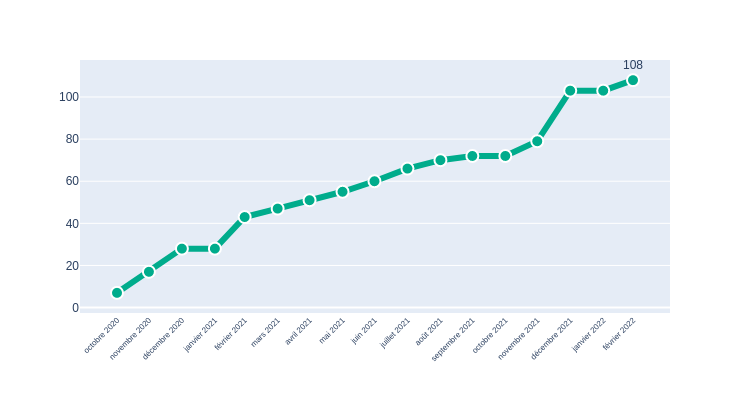 108
100
80
60
40
20
0
octobre 2020
novembre 2020
décembre 2020
janvier 2021
février 2021
mars 2021
avril 2021
mai 2021
juin 2021
juillet 2021
août 2021
septembre 2021
octobre 2021
novembre 2021
décembre 2021
janvier 2022
février 2022